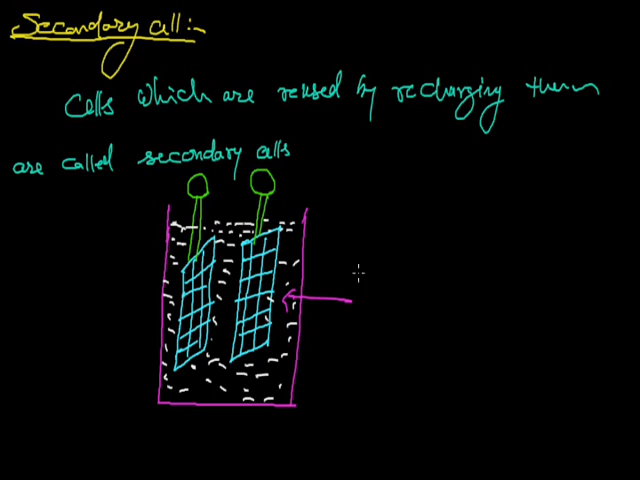 Secondary cell:-
Cells which are reused by recharging them
are called secondary cells